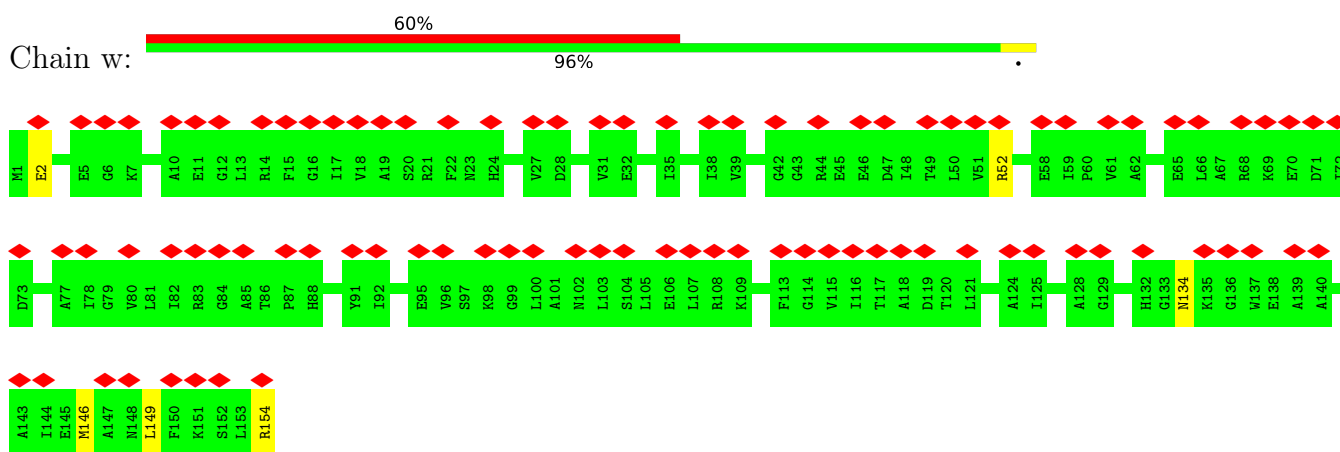 60%
Chain w:
96%
.
M1 E2 E5 G6 K7 A10 E11 G12 L13 R14 F15 G16 I17 V18 A19 S20 R21 F22 N23 H24 V27 D28 V31 E32 I35 I38 V39 G42 G43 R44 E45 E46 D47 I48 T49 L50 V51 R52 E58 I59 P60 V61 A62 E65 L66 A67 R68 K69 E70 D71
D73 A77 I78 G79 V80 L81 I82 R83 G84 A85 T86 P87 H88 Y91 I92 E95 V96 S97 K98 G99 L100 A101 N102 L103 S104 L105 E106 L107 R108 K109 F113 G114 V115 I116 T117 A118 D119 T120 L121 A124 I125 A128 G129 H132 G133 N134 K135 G136 W137 E138 A139 A140
A143 I144 E145 M146 A147 N148 L149 F150 K151 S152 L153 R154